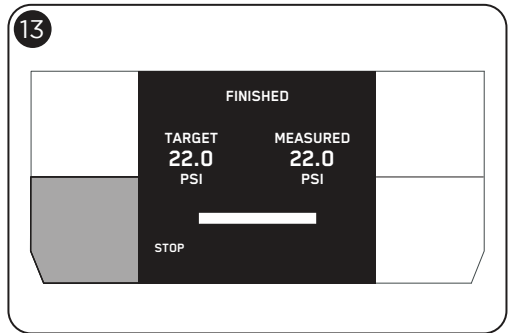 13
FINISHED
TARGET MEASURED
22.0 22.0
PSI PSI
STOP